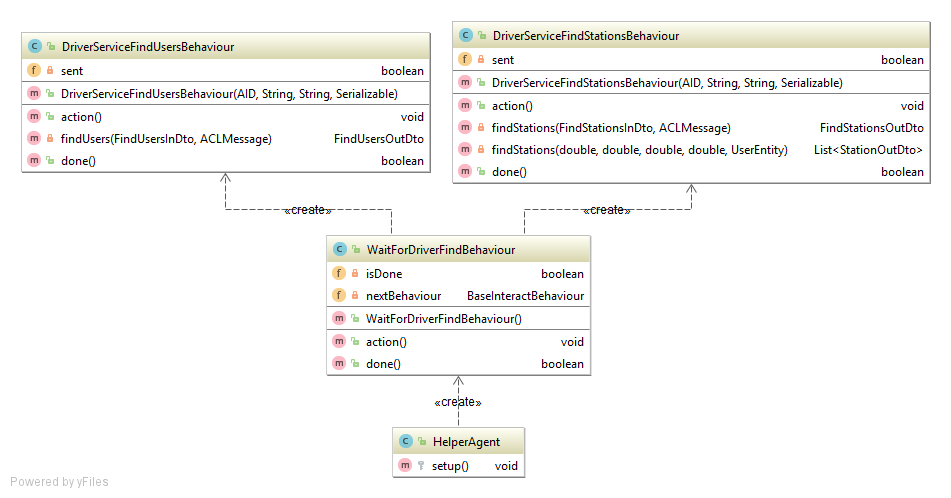 C DriverServiceFindUsersBehaviour
f sent boolean
m DriverServiceFindUsersBehaviour(AID, String, String, Serializable)
m action() void
m findUsers(FindUsersInDto, ACLMessage) FindUsersOutDto
m done() boolean
C DriverServiceFindStationsBehaviour
f sent boolean
m DriverServiceFindStationsBehaviour(AID, String, String, Serializable)
m action() void
m findStations(FindStationsInDto, ACLMessage) FindStationsOutDto
m findStations(double, double, double, double, UserEntity) List<StationOutDto>
m done() boolean
«create»
«create»
C WaitForDriverFindBehaviour
f isDone boolean
f nextBehaviour BaseInteractBehaviour
m WaitForDriverFindBehaviour()
m action() void
m done() boolean
«create»
C HelperAgent
m setup() void
Powered by yFiles